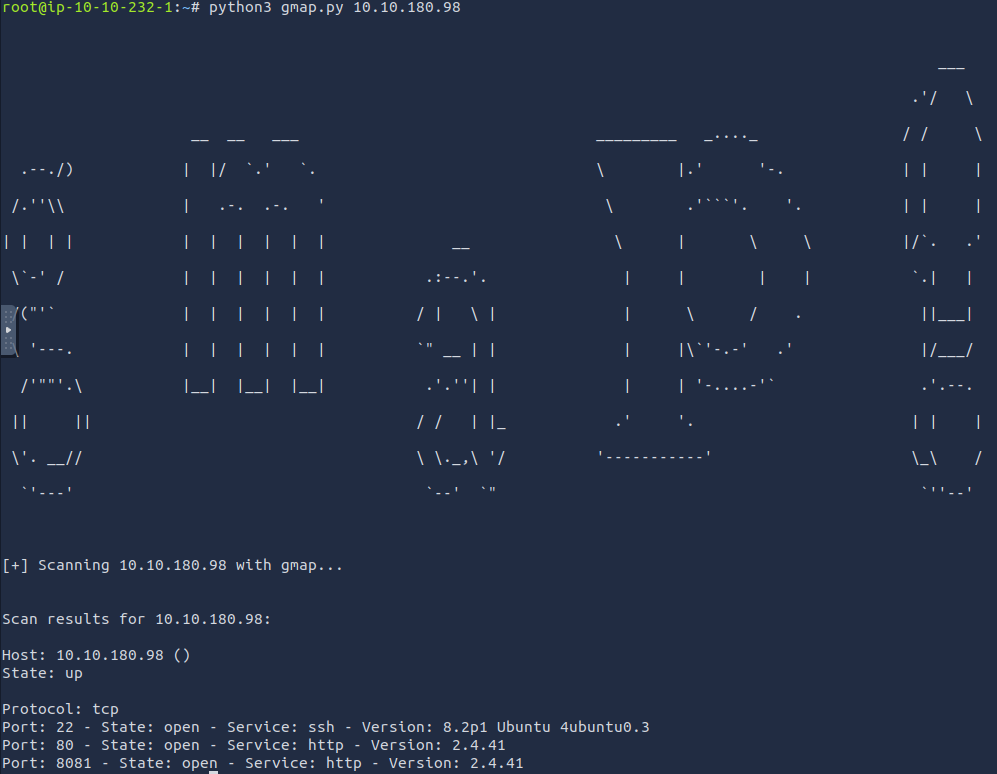 root@ip-10-10-232-1:~# python3 gmap.py 10.10.180.98
[+] Scanning 10.10.180.98 with gmap...
Scan results for 10.10.180.98:
Host: 10.10.180.98 ()
State: up
Protocol: tcp
Port: 22 - State: open - Service: ssh - Version: 8.2p1 Ubuntu 4ubuntu0.3
Port: 80 - State: open - Service: http - Version: 2.4.41
Port: 8081 - State: open - Service: http - Version: 2.4.41